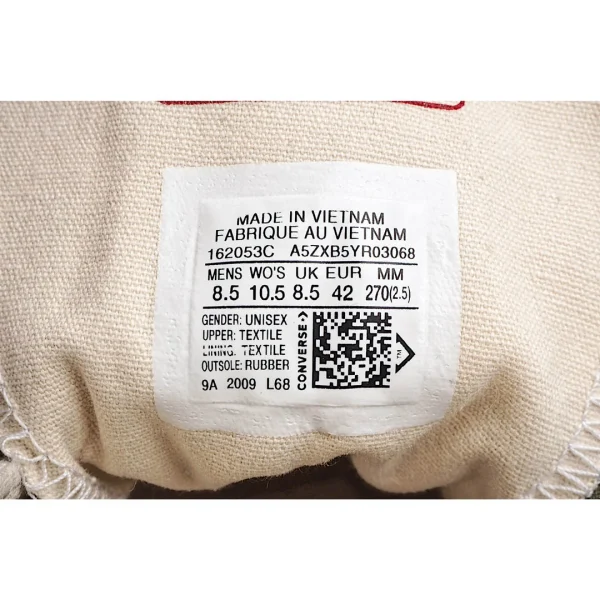 MADE IN VIETNAM
FABRIQUE AU VIETNAM
162053C A5ZXB5YR03068
MENS WO'S UK EUR MM
8.5 10.5 8.5 42 270(2.5)
GENDER: UNISEX
UPPER: TEXTILE
LINING: TEXTILE
OUTSOLE: RUBBER
9A 2009 L68
CONVERSE
TM